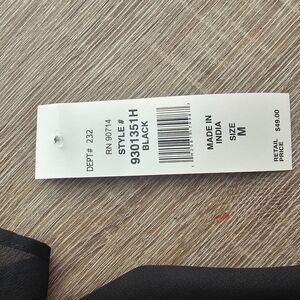 DEPT# 232
RN 90714
STYLE #
9301351H
BLACK
MADE IN
INDIA
SIZE
M
RETAIL
PRICE
$49.00